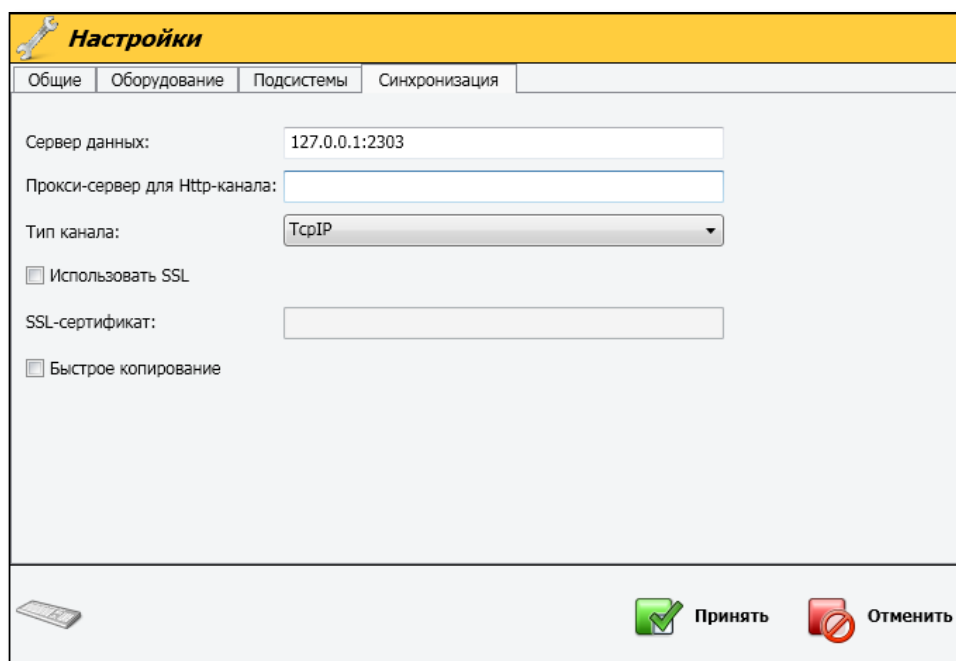 Настройки
Общие Оборудование Подсистемы Синхронизация
Сервер данных: 127.0.0.1:2303
Прокси-сервер для Http-канала:
Тип канала: TcpIP
Использовать SSL
SSL-сертификат:
Быстрое копирование
Принять Отменить